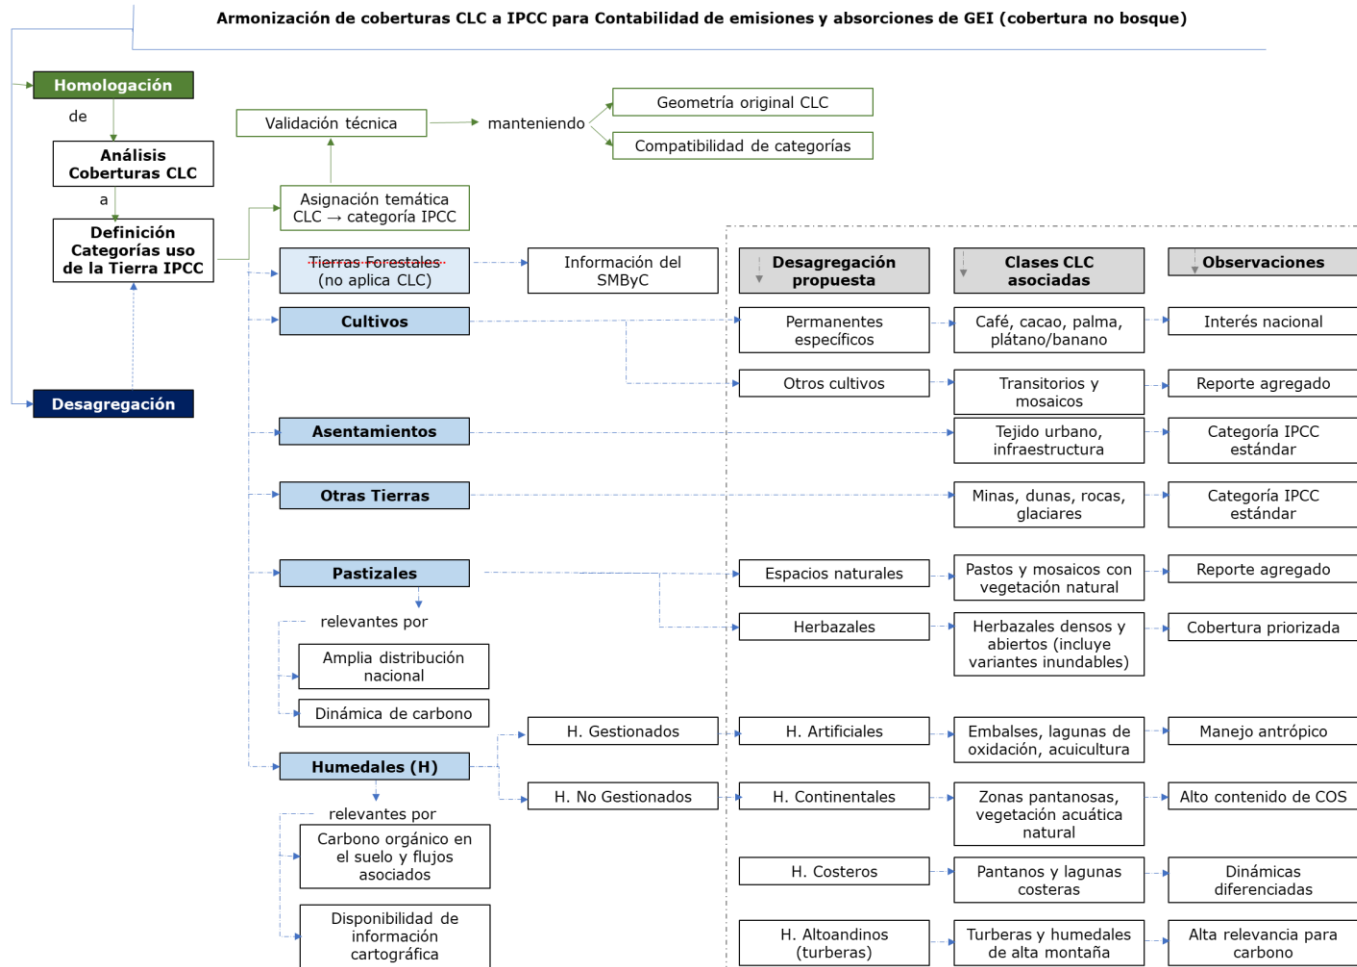 Armonización de coberturas CLC a IPCC para Contabilidad de emisiones y absorciones de GEI (cobertura no bosque)
Homologación
de
Análisis
Coberturas CLC
a
Definición
Categorías uso
de la Tierra IPCC
Desagregación
Validación técnica
manteniendo
Geometría original CLC
Compatibilidad de categorías
Asignación temática
CLC → categoría IPCC
Tierras Forestales
(no aplica CLC)
Información del
SMByC
Desagregación
propuesta
Clases CLC
asociadas
Observaciones
Cultivos
Permanentes
específicos
Café, cacao, palma,
plátano/banano
Interés nacional
Otros cultivos
Transitorios y
mosaicos
Reporte agregado
Asentamientos
Tejido urbano,
infraestructura
Categoría IPCC
estándar
Otras Tierras
Minas, dunas, rocas,
glaciares
Categoría IPCC
estándar
Pastizales
Espacios naturales
Pastos y mosaicos con
vegetación natural
Reporte agregado
relevantes por
Amplia distribución
nacional
Dinámica de carbono
Herbazales
Herbazales densos y
abiertos (incluye
variantes inundables)
Cobertura priorizada
Humedales (H)
H. Gestionados
H. Artificiales
Embalses, lagunas de
oxidación, acuicultura
Manejo antrópico
H. No Gestionados
H. Continentales
Zonas pantanosas,
vegetación acuática
natural
Alto contenido de COS
relevantes por
Carbono orgánico en
el suelo y flujos
asociados
Disponibilidad de
información
cartográfica
H. Costeros
Pantanos y lagunas
costeras
Dinámicas
diferenciadas
H. Altoandinos
(turberas)
Turberas y humedales
de alta montaña
Alta relevancia para
carbono